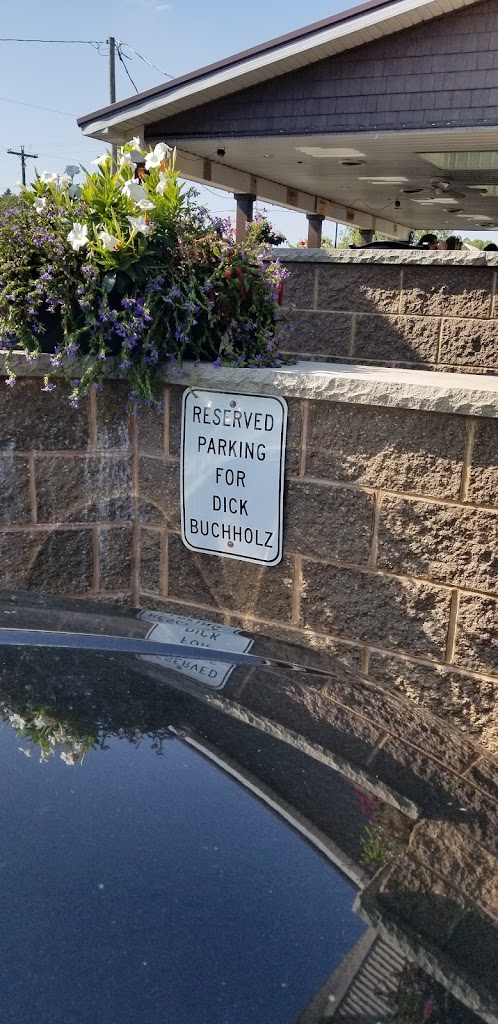 RESERVED
PARKING
FOR
DICK
BUCHHOLZ